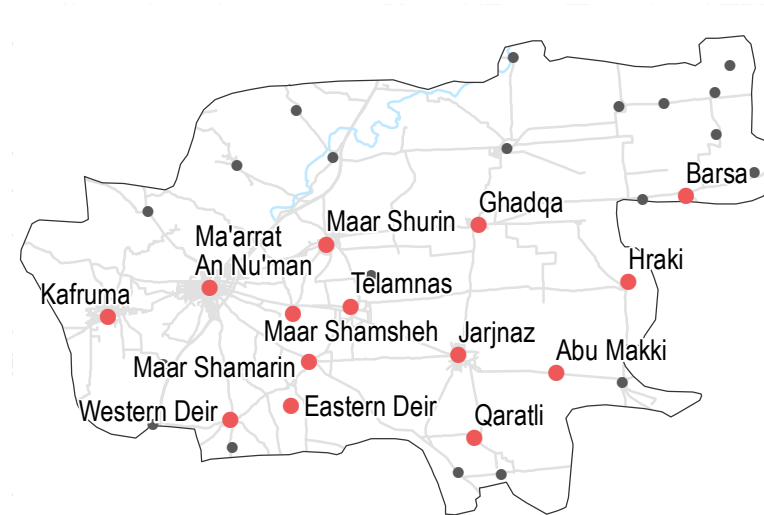 Barsa
Ghadqa
Maar Shurin
Ma'arrat
An Nu'man
Hraki
Telamnas
Kafruma
Maar Shamsheh
Jarjnaz
Abu Makki
Maar Shamarin
Western Deir
Eastern Deir
Qaratli